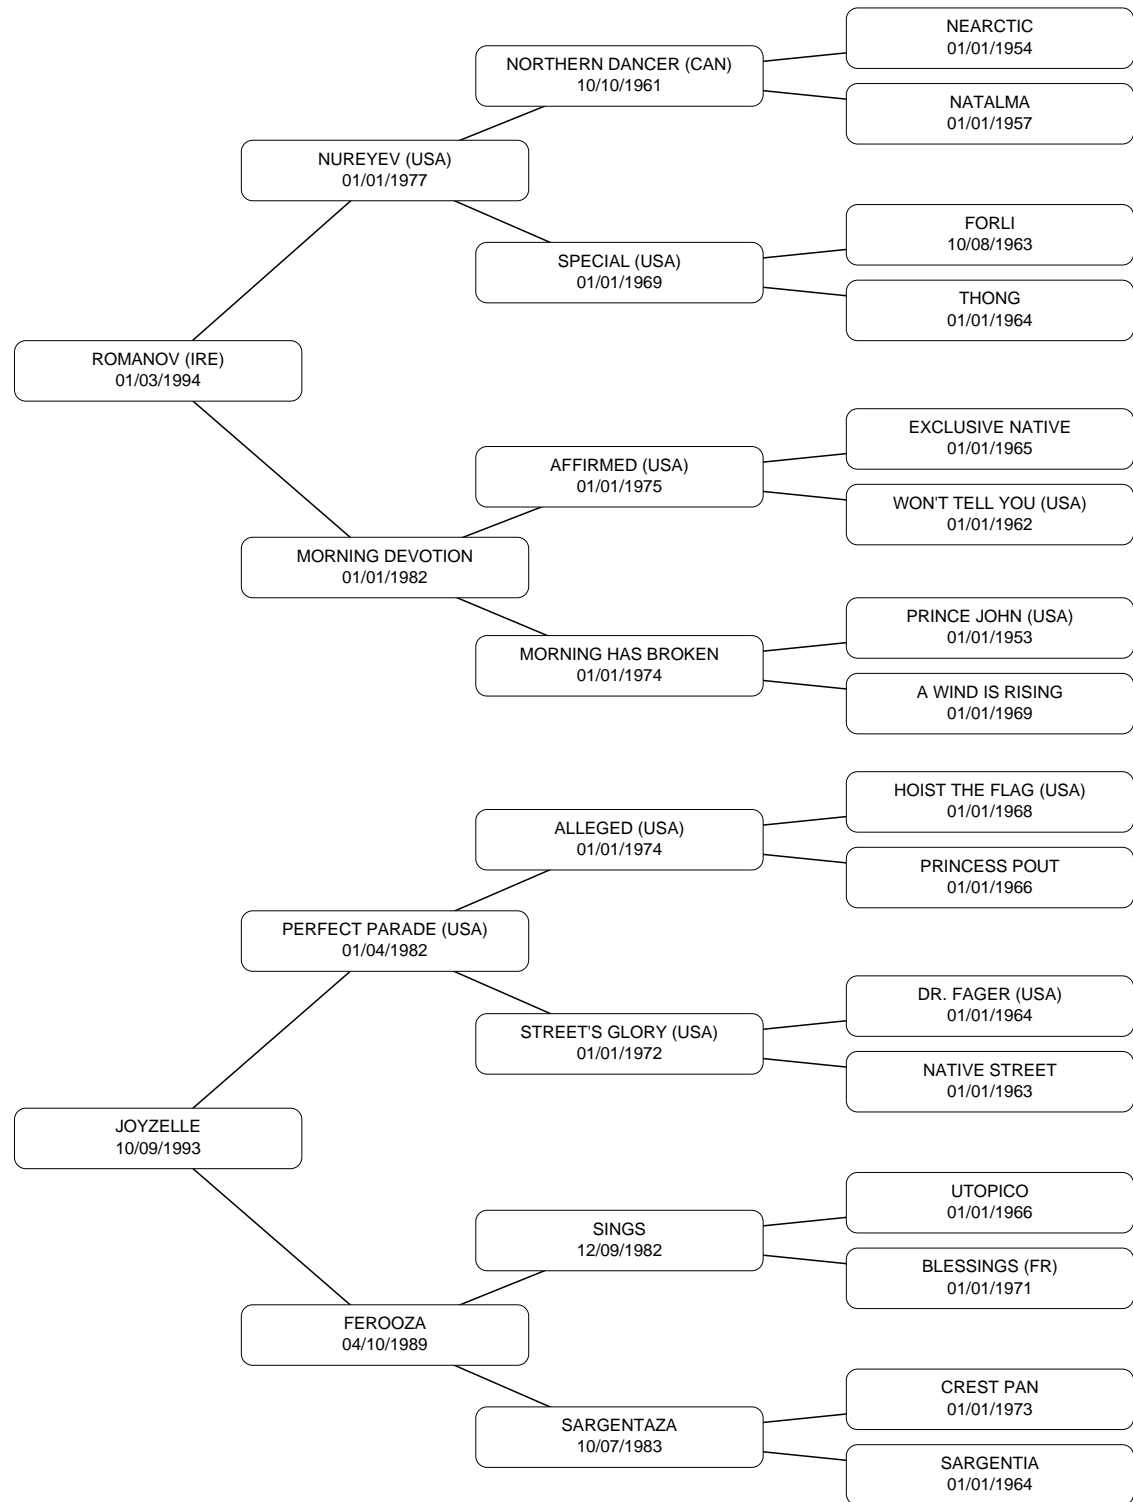 NEARCTIC
01/01/1954
NORTHERN DANCER (CAN)
10/10/1961
NATALMA
01/01/1957
NUREYEV (USA)
01/01/1977
FORLI
10/08/1963
SPECIAL (USA)
01/01/1969
THONG
01/01/1964
ROMANOV (IRE)
01/03/1994
EXCLUSIVE NATIVE
01/01/1965
AFFIRMED (USA)
01/01/1975
WON'T TELL YOU (USA)
01/01/1962
MORNING DEVOTION
01/01/1982
PRINCE JOHN (USA)
01/01/1953
MORNING HAS BROKEN
01/01/1974
A WIND IS RISING
01/01/1969
HOIST THE FLAG (USA)
01/01/1968
ALLEGED (USA)
01/01/1974
PRINCESS POUT
01/01/1966
PERFECT PARADE (USA)
01/04/1982
DR. FAGER (USA)
01/01/1964
STREET'S GLORY (USA)
01/01/1972
NATIVE STREET
01/01/1963
JOYZELLE
10/09/1993
UTOPICO
01/01/1966
SINGS
12/09/1982
BLESSINGS (FR)
01/01/1971
FEROOZA
04/10/1989
CREST PAN
01/01/1973
SARGENTAZA
10/07/1983
SARGENTIA
01/01/1964